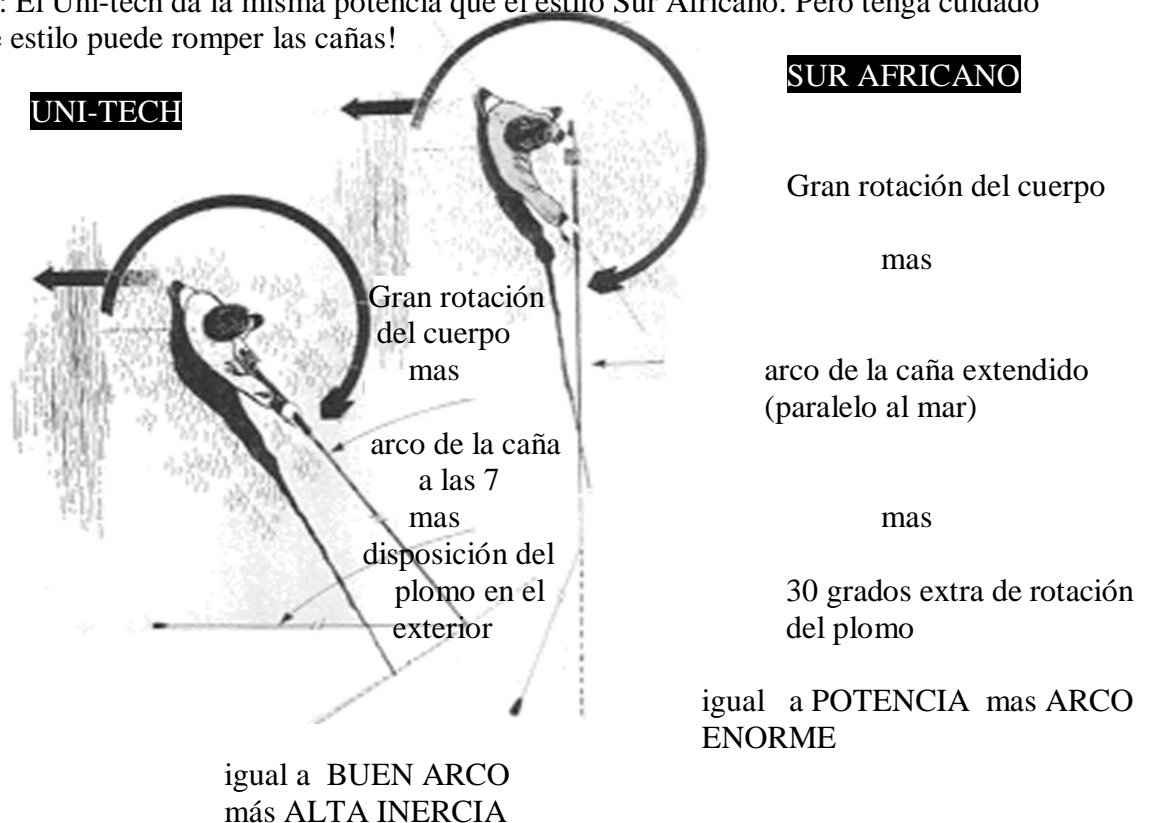 : El Uni-tech da la misma potencia que el estilo Sur Africano. Pero tenga cuidado
estilo puede romper las cañas!
UNI-TECH
Gran rotación
del cuerpo
mas
arco de la caña
a las 7
mas
disposición del
plomo en el
exterior
igual a BUEN ARCO
más ALTA INERCIA
SUR AFRICANO
Gran rotación del cuerpo
mas
arco de la caña extendido
(paralelo al mar)
mas
30 grados extra de rotación
del plomo
igual a POTENCIA mas ARCO
ENORME